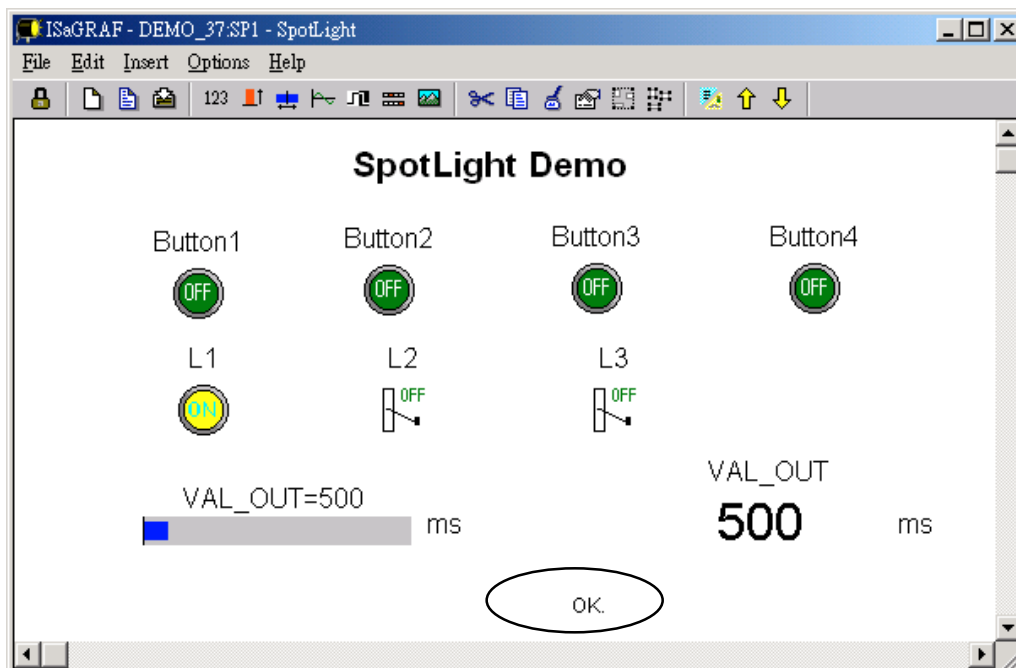 ISaGRAF - DEMO_37:SP1 - SpotLight
File Edit Insert Options Help
123
SpotLight Demo
Button1 Button2 Button3 Button4
OFF OFF OFF OFF
L1 L2 L3
ON OFF OFF
VAL_OUT=500 ms
VAL_OUT
500 ms
OK.